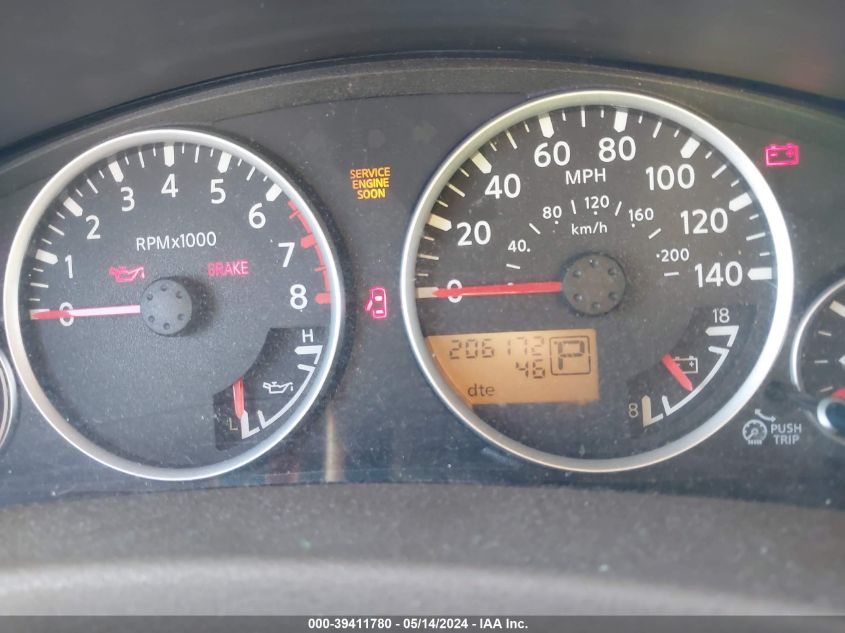 0
1
2
3
4
5
6
7
8
RPMx1000
BRAKE
H
L
SERVICE
ENGINE
SOON
0
20
40
60
80
100
120
140
MPH
40
80
120
160
200
km/h
206172
46
P
dte
18
8
PUSH
TRIP
000-39411780 - 05/14/2024 - IAA Inc.